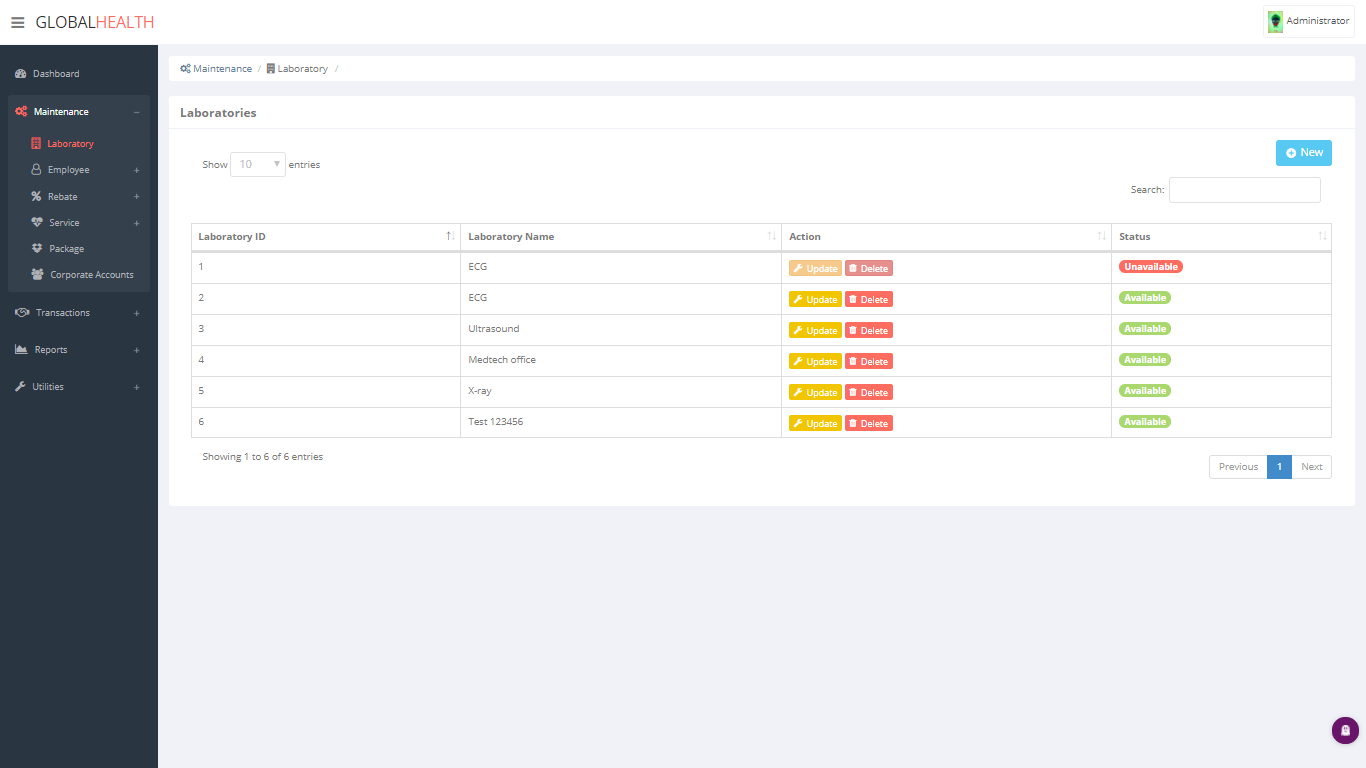 GLOBALHEALTH
Administrator
Dashboard
Maintenance –
Laboratory
Employee +
Rebate +
Service +
Package
Corporate Accounts
Transactions +
Reports +
Utilities +
Maintenance / Laboratory /
Laboratories
Show 10 entries
New
Search:
Laboratory ID Laboratory Name Action Status
1 ECG Update Delete Unavailable
2 ECG Update Delete Available
3 Ultrasound Update Delete Available
4 Medtech office Update Delete Available
5 X-ray Update Delete Available
6 Test 123456 Update Delete Available
Showing 1 to 6 of 6 entries
Previous 1 Next